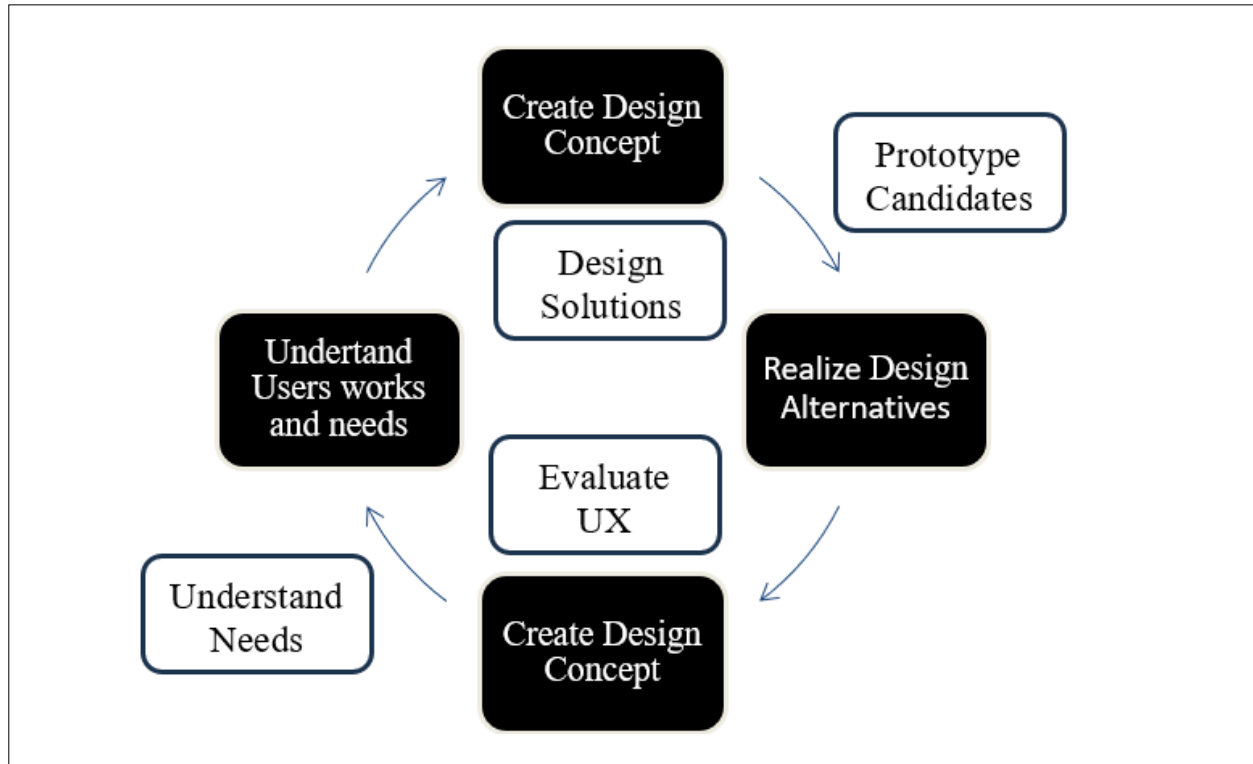 Create Design
Concept
Prototype
Candidates
Design
Solutions
Undertand
Users works
and needs
Realize Design
Alternatives
Evaluate
UX
Understand
Needs
Create Design
Concept